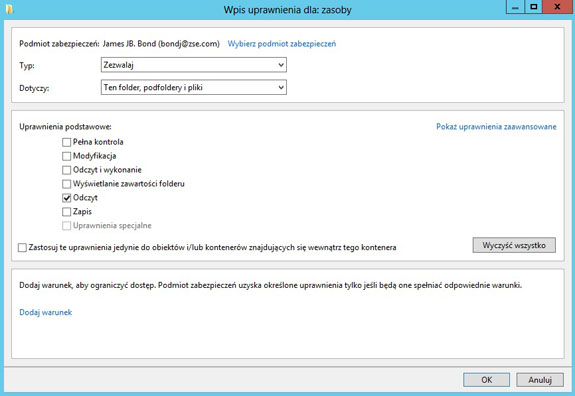 Wpis uprawnienia dla: zasoby
Podmiot zabezpieczeń: James JB. Bond (bondj@zse.com) Wybierz podmiot zabezpieczeń
Typ: Zezwalaj
Dotyczy: Ten folder, podfoldery i pliki
Uprawnienia podstawowe: Pokaż uprawnienia zaawansowane
Pełna kontrola
Modyfikacja
Odczyt i wykonanie
Wyświetlanie zawartości folderu
Odczyt
Zapis
Uprawnienia specjalne
Zastosuj te uprawnienia jedynie do obiektów i/lub kontenerów znajdujących się wewnątrz tego kontenera Wyczyść wszystko
Dodaj warunek, aby ograniczyć dostęp. Podmiot zabezpieczeń uzyska określone uprawnienia tylko jeśli będą one spełniać odpowiednie warunki.
Dodaj warunek
OK Anuluj